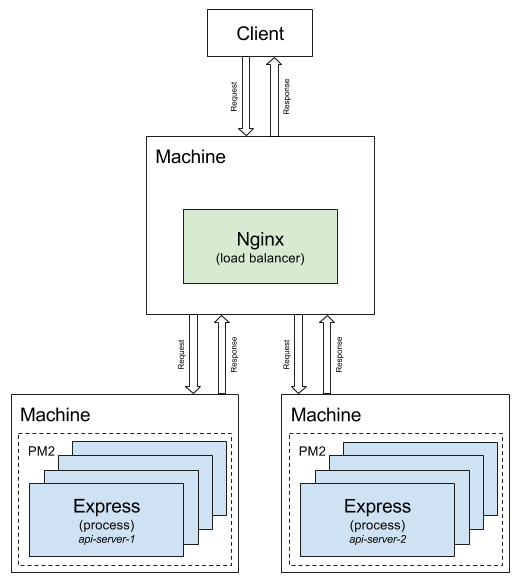 Client
Request
Response
Machine
Nginx
(load balancer)
Request
Response
Request
Response
Machine
PM2
Express
(process)
api-server-1
Machine
PM2
Express
(process)
api-server-2